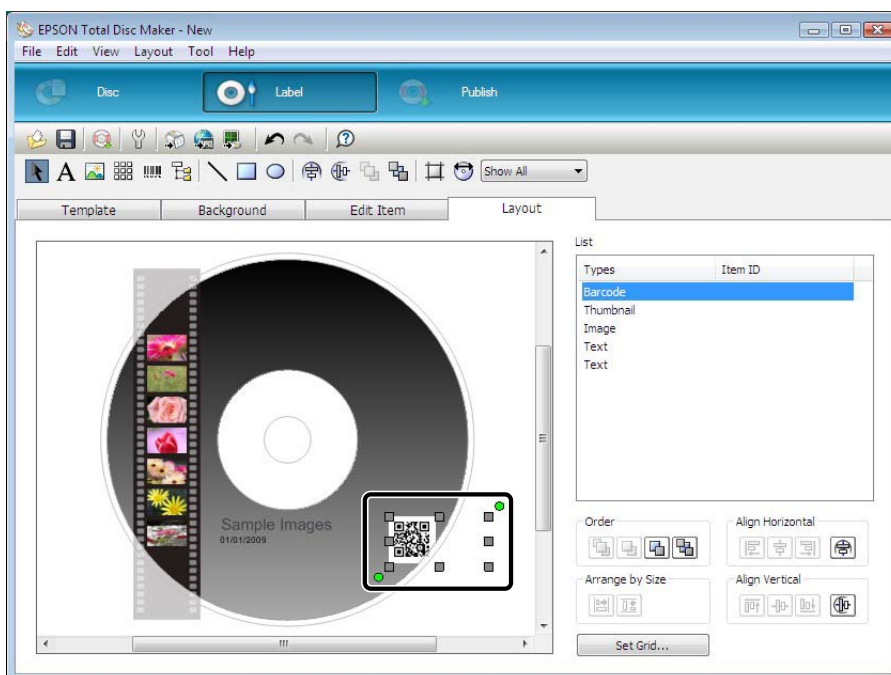 EPSON Total Disc Maker - New
File Edit View Layout Tool Help
Disc Label Publish
A Show All
Template Background Edit Item Layout
List
Types Item ID
Barcode
Thumbnail
Image
Text
Text
Sample Images
01/01/2009
Order Align Horizontal
Arrange by Size Align Vertical
Set Grid...